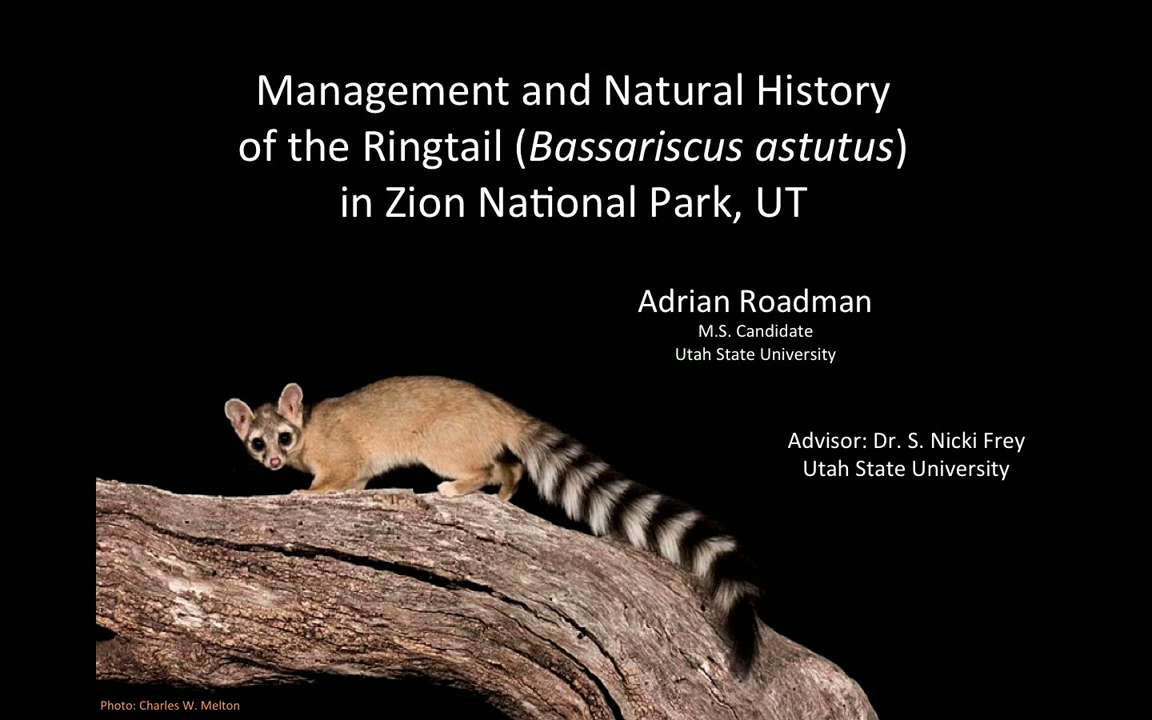 Management and Natural History
of the Ringtail (Bassariscus astutus)
in Zion National Park, UT
Adrian Roadman
M.S. Candidate
Utah State University
Advisor: Dr. S. Nicki Frey
Utah State University
Photo: Charles W. Melton